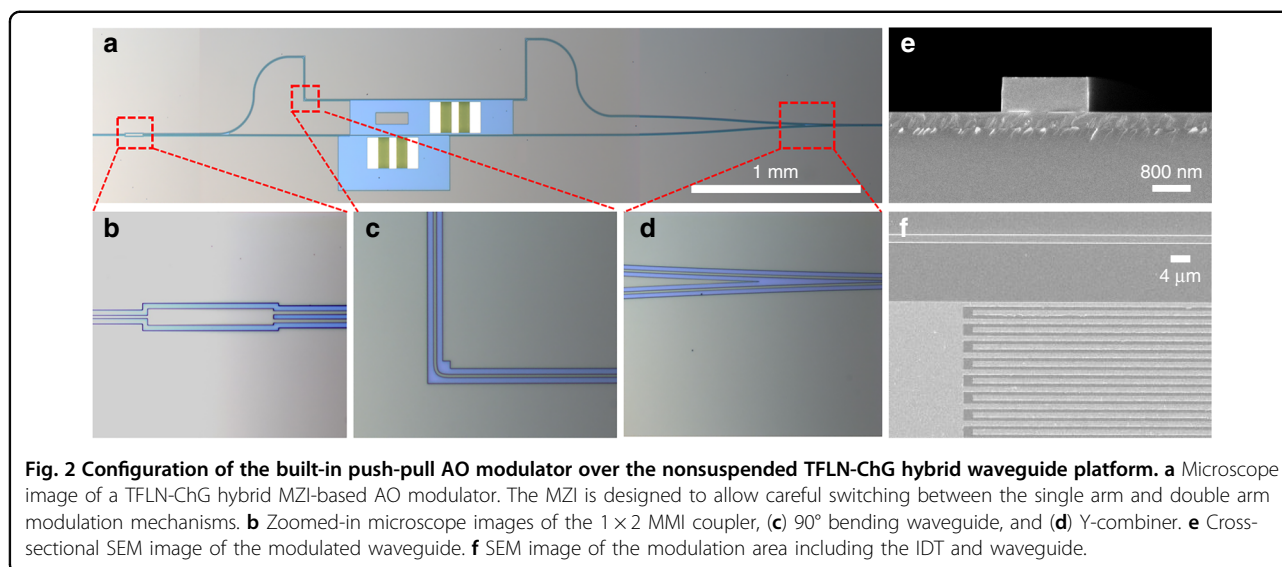 a
e
1 mm
800 nm
b
c
d
f
4 μm
Fig. 2 Configuration of the built-in push-pull AO modulator over the nonsuspended TFLN-ChG hybrid waveguide platform. a Microscope
image of a TFLN-ChG hybrid MZI-based AO modulator. The MZI is designed to allow careful switching between the single arm and double arm
modulation mechanisms. b Zoomed-in microscope images of the 1 × 2 MMI coupler, (c) 90° bending waveguide, and (d) Y-combiner. e Cross-
sectional SEM image of the modulated waveguide. f SEM image of the modulation area including the IDT and waveguide.